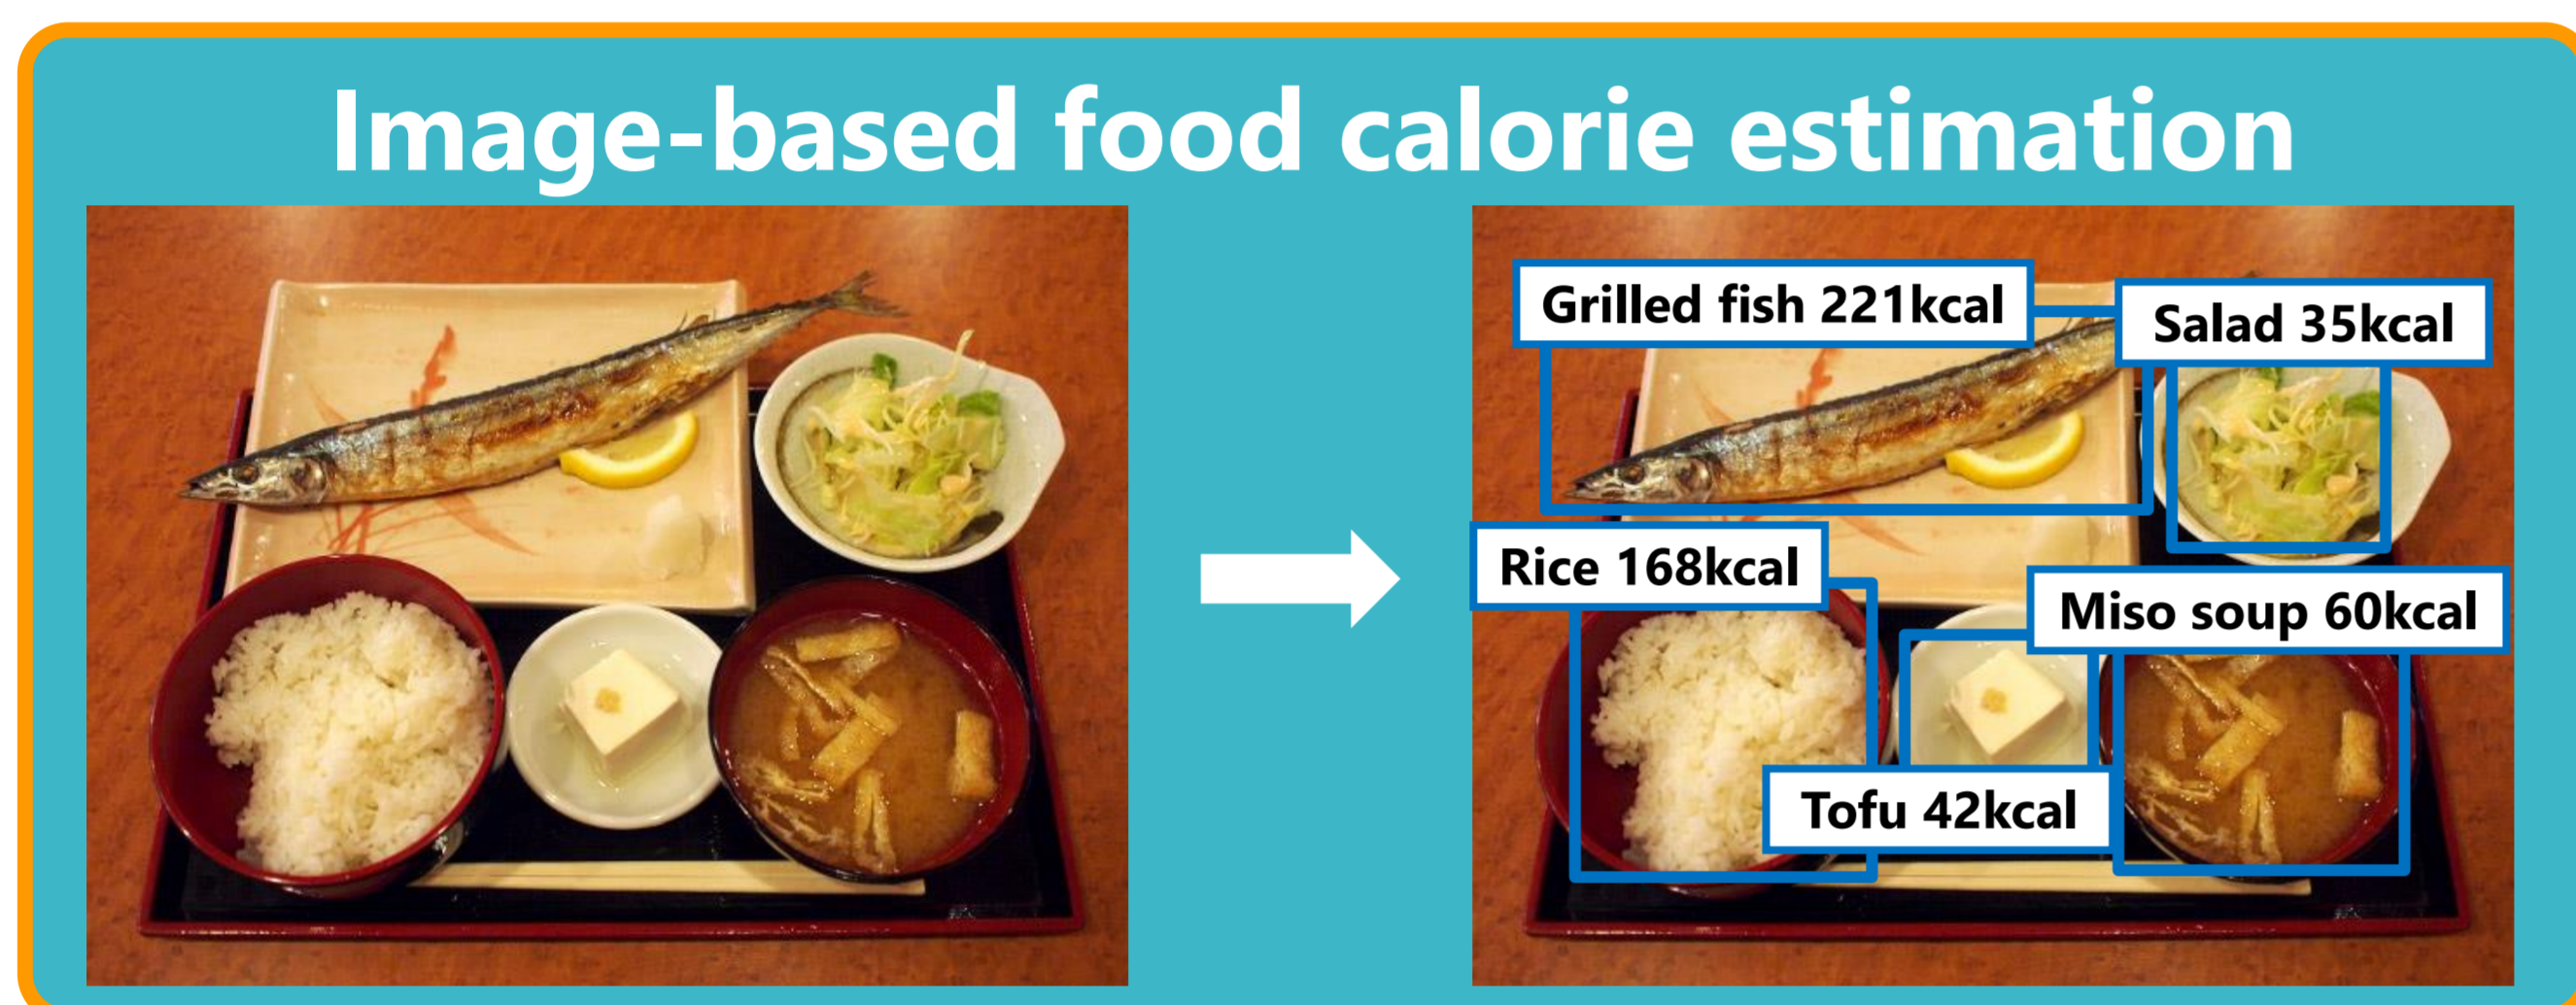 Image-based food calorie estimation
Grilled fish 221kcal
Salad 35kcal
Rice 168kcal
Miso soup 60kcal
Tofu 42kcal